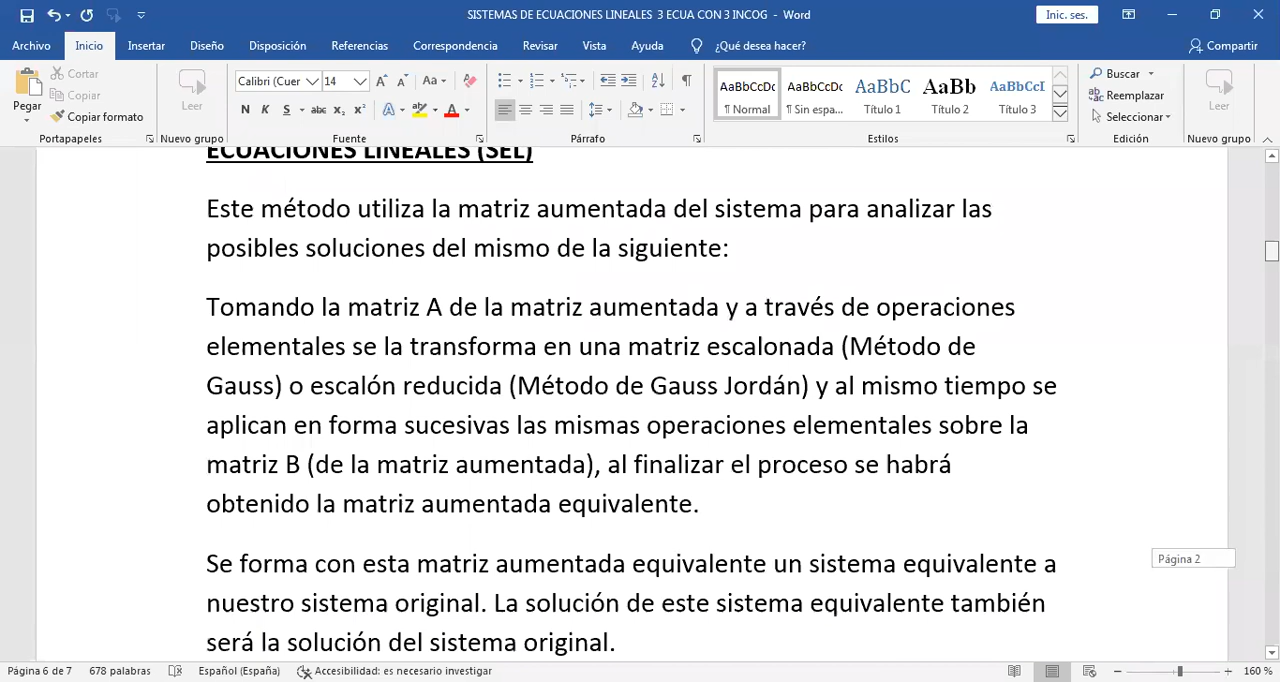 SISTEMAS DE ECUACIONES LINEALES 3 ECUA CON 3 INCOG - Word
Inic. ses.
Archivo Inicio Insertar Diseño Disposición Referencias Correspondencia Revisar Vista Ayuda ¿Qué desea hacer? Compartir
Pegar
Cortar
Copiar
Copiar formato
Portapapeles
Leer
Nuevo grupo
Calibri (Cuer 14
N K S abc x₂ x²
Fuente
Párrafo
AaBbCcDc AaBbCcDc AaBbC AaBb AaBbCcI
¶ Normal ¶ Sin espa... Título 1 Título 2 Título 3
Estilos
Buscar
Reemplazar
Seleccionar
Edición
Leer
Nuevo grupo
ECUACIONES LINEALES (SEL)
Este método utiliza la matriz aumentada del sistema para analizar las
posibles soluciones del mismo de la siguiente:
Tomando la matriz A de la matriz aumentada y a través de operaciones
elementales se la transforma en una matriz escalonada (Método de
Gauss) o escalón reducida (Método de Gauss Jordán) y al mismo tiempo se
aplican en forma sucesivas las mismas operaciones elementales sobre la
matriz B (de la matriz aumentada), al finalizar el proceso se habrá
obtenido la matriz aumentada equivalente.
Se forma con esta matriz aumentada equivalente un sistema equivalente a
nuestro sistema original. La solución de este sistema equivalente también
será la solución del sistema original.
Página 2
Página 6 de 7 678 palabras Español (España) Accesibilidad: es necesario investigar 160 %